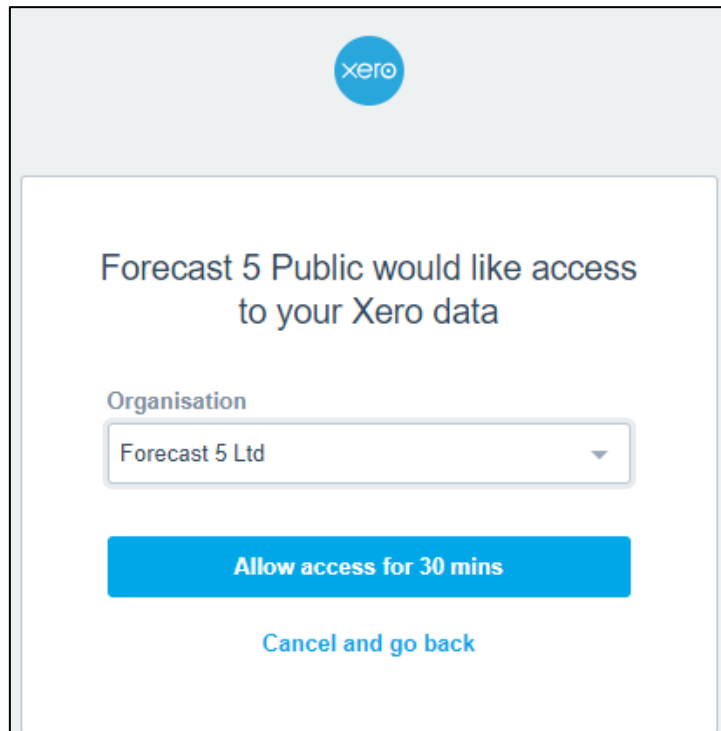 xero
Forecast 5 Public would like access
to your Xero data
Organisation
Forecast 5 Ltd
Allow access for 30 mins
Cancel and go back